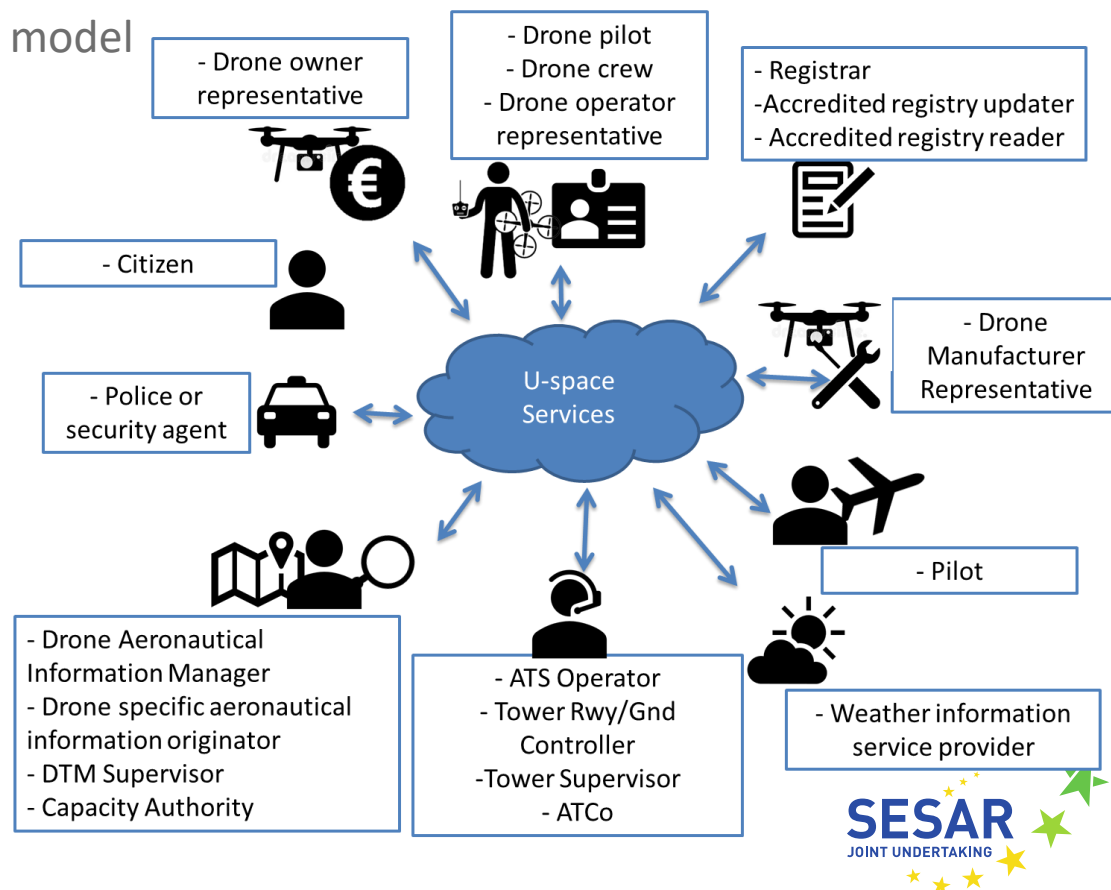 model
- Drone owner
representative
- Drone pilot
- Drone crew
- Drone operator
representative
- Registrar
-Accredited registry updater
- Accredited registry reader
€
- Citizen
- Drone
Manufacturer
Representative
U-space
Services
- Police or
security agent
- Pilot
- Drone Aeronautical
Information Manager
- Drone specific aeronautical
information originator
- DTM Supervisor
- Capacity Authority
- ATS Operator
- Tower Rwy/Gnd
Controller
-Tower Supervisor
- ATCo
- Weather information
service provider
SESAR
JOINT UNDERTAKING